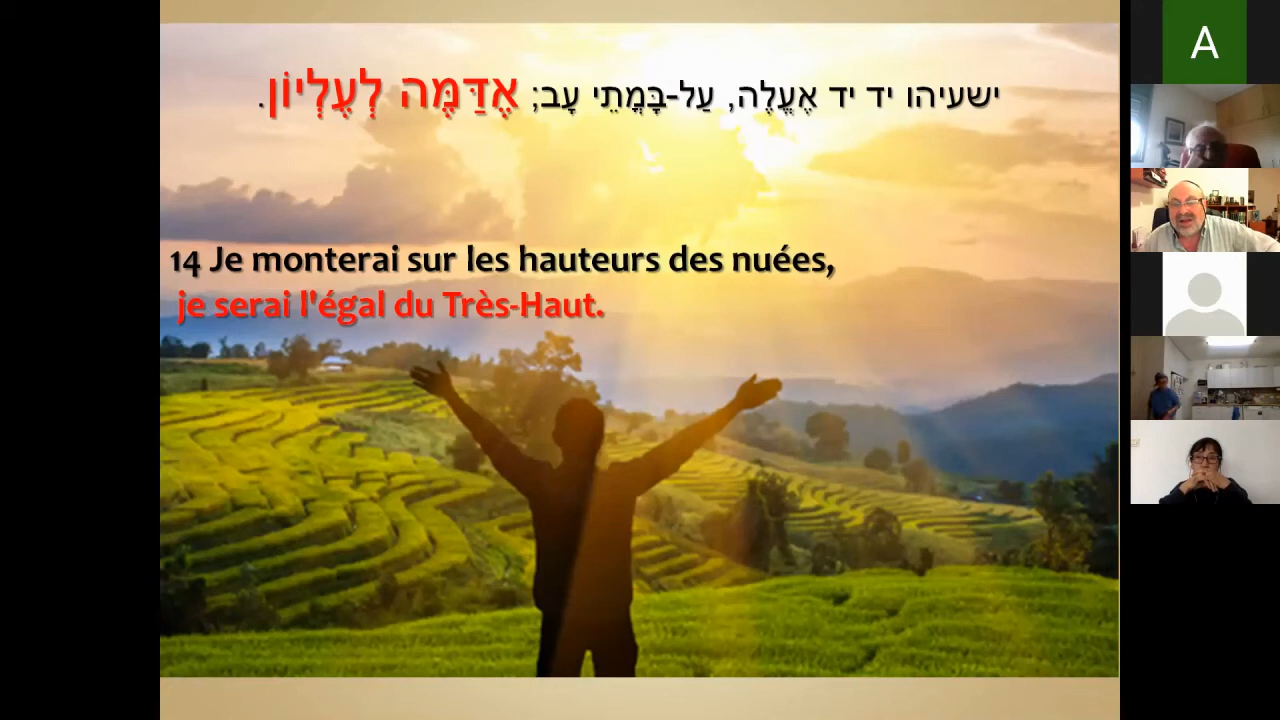 ישעיהו יד יד אֶעֱלֶה, עַל-בָּמֳתֵי עָב; אֶדַּמֶּה לְעֶלְיוֹן.
14 Je monterai sur les hauteurs des nuées,
je serai l'égal du Très-Haut.
A